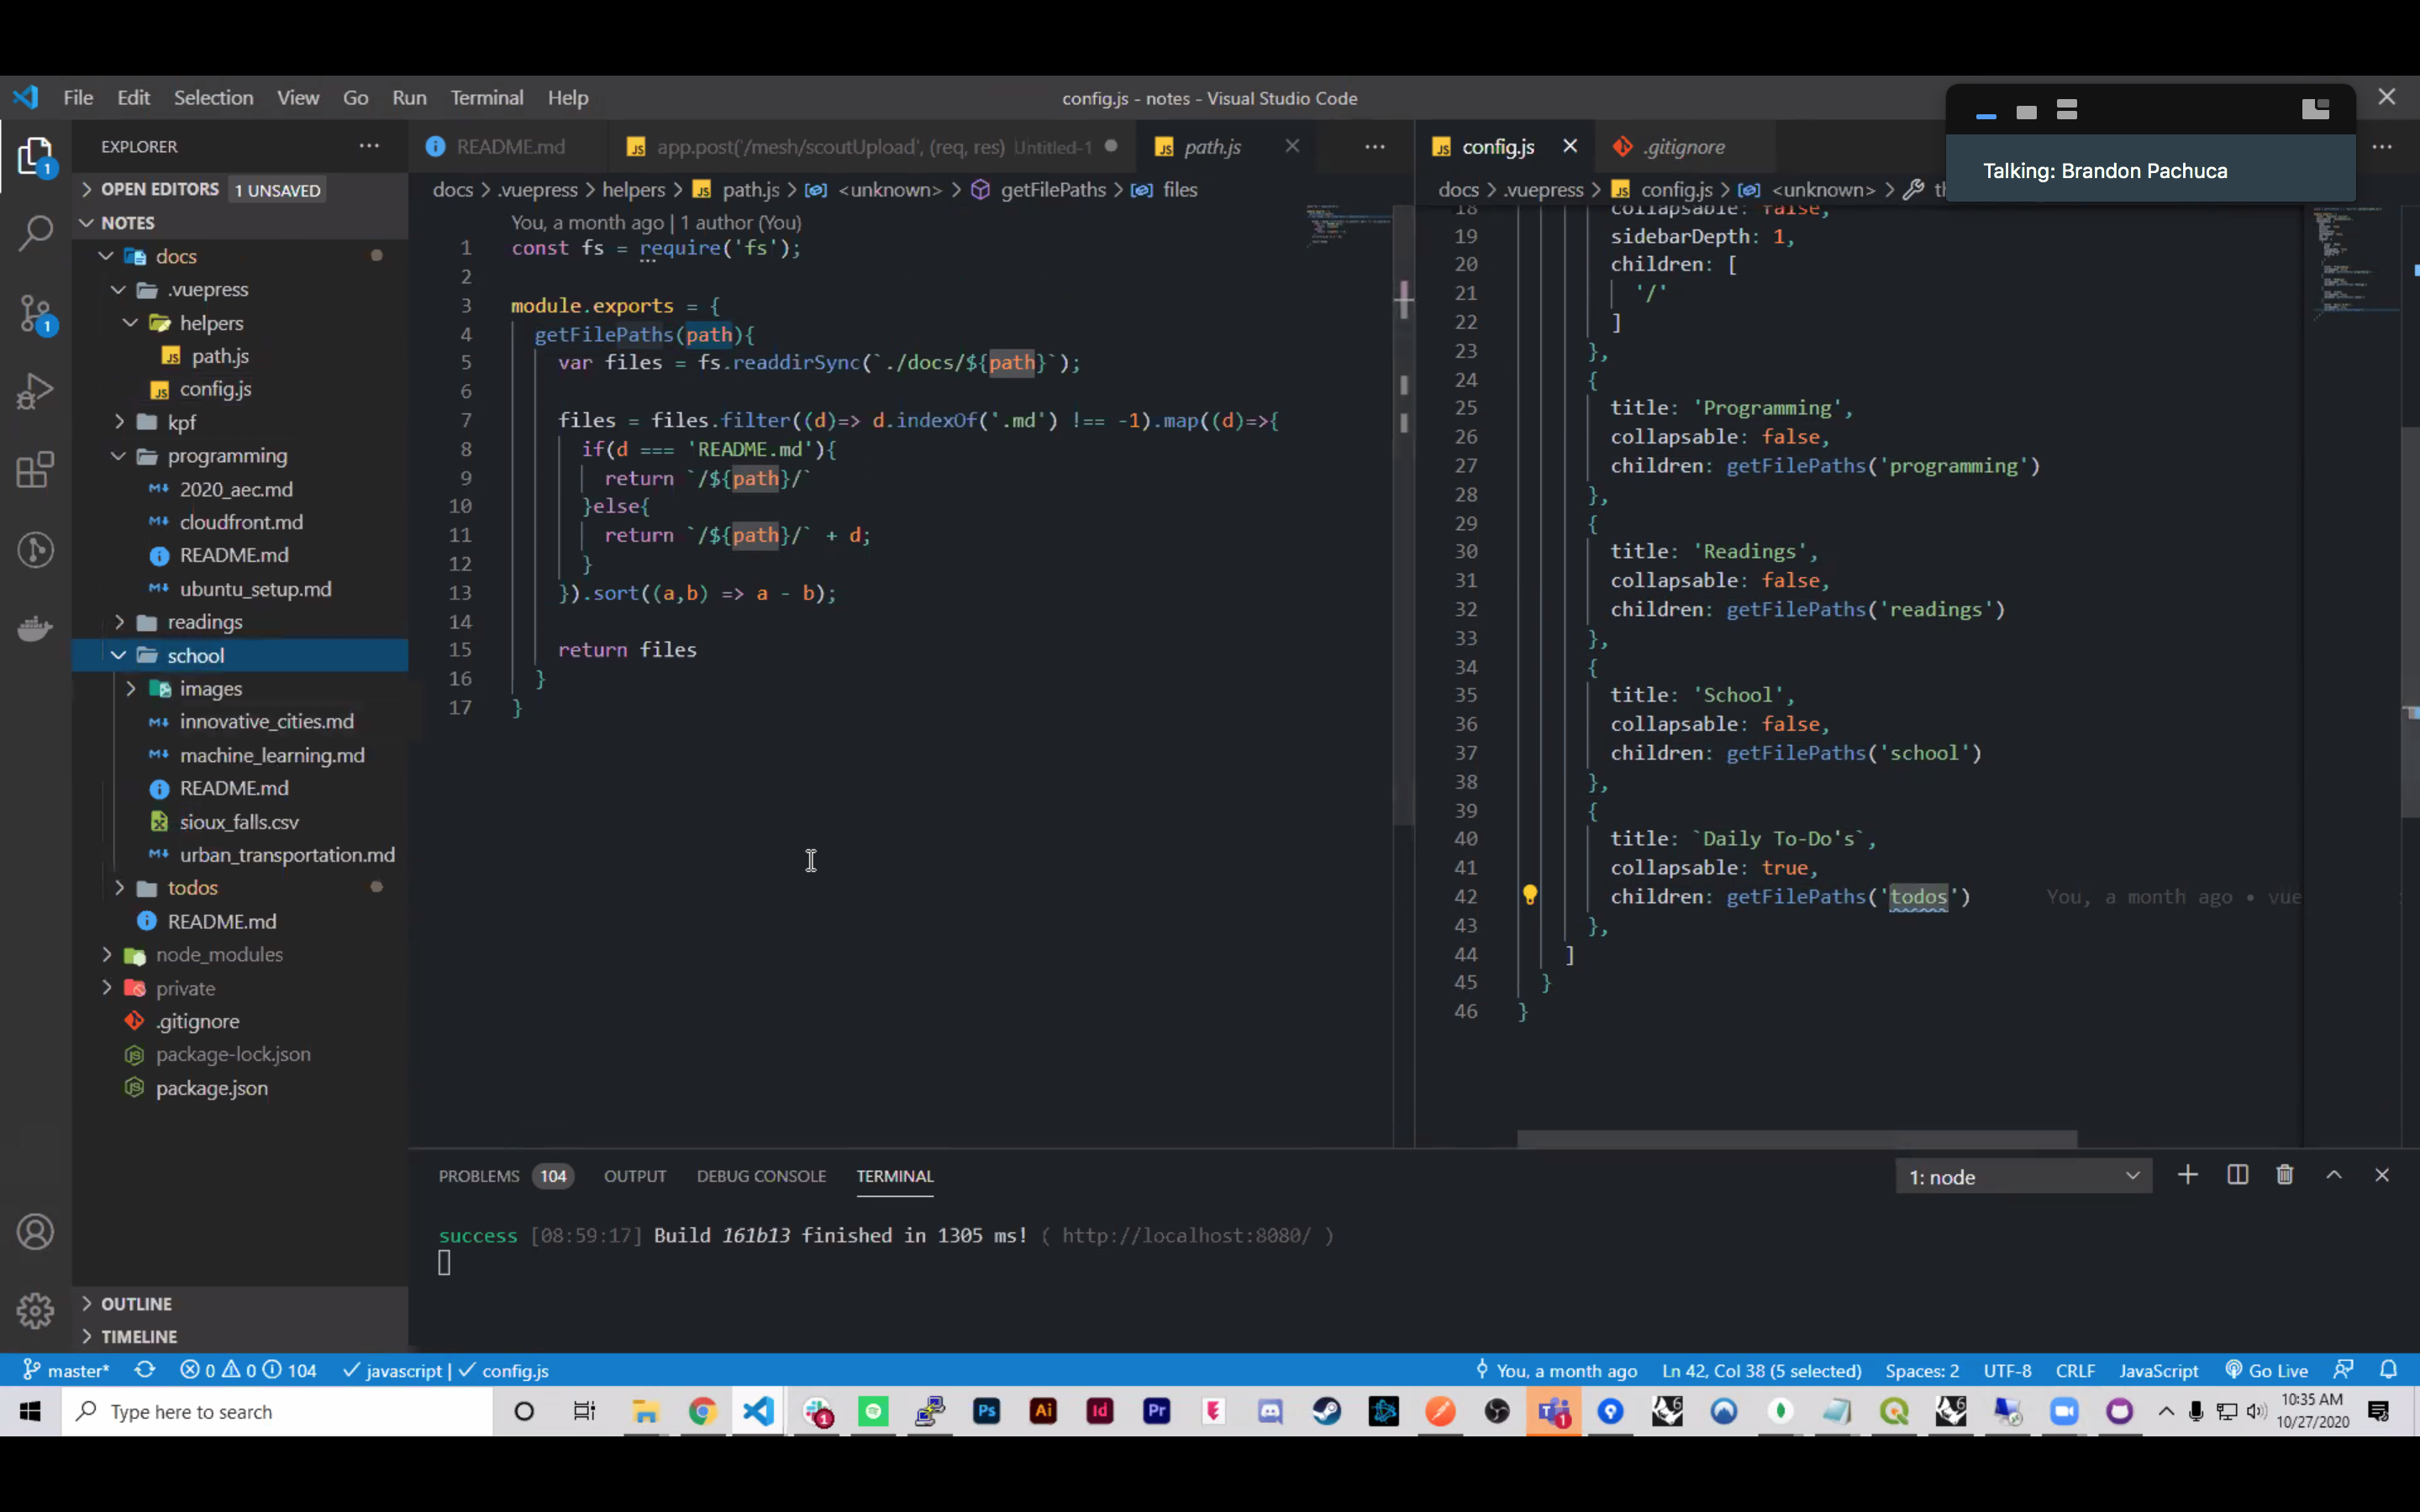 File Edit Selection View Go Run Terminal Help
config.js - notes - Visual Studio Code
Talking: Brandon Pachuca
EXPLORER
OPEN EDITORS 1 UNSAVED
NOTES
docs
.vuepress
helpers
path.js
config.js
kpf
programming
2020_aec.md
cloudfront.md
README.md
ubuntu_setup.md
readings
school
images
innovative_cities.md
machine_learning.md
README.md
sioux_falls.csv
urban_transportation.md
todos
README.md
node_modules
private
.gitignore
package-lock.json
package.json
OUTLINE
TIMELINE
README.md
app.post('/mesh/scoutUpload', (req, res) Untitled-1
path.js
docs > .vuepress > helpers > path.js > <unknown> > getFilePaths > files
You, a month ago | 1 author (You)
1 const fs = require('fs');
2
3 module.exports = {
4 getFilePaths(path){
5 var files = fs.readdirSync(`./docs/${path}`);
6
7 files = files.filter((d)=> d.indexOf('.md') !== -1).map((d)=>{
8 if(d === 'README.md'){
9 return `/${path}/`
10 }else{
11 return `/${path}/` + d;
12 }
13 }).sort((a,b) => a - b);
14
15 return files
16 }
17 }
config.js
.gitignore
docs > .vuepress > config.js > <unknown> > th
18 collapsable: false,
19 sidebarDepth: 1,
20 children: [
21 '/'
22 ]
23 },
24 {
25 title: 'Programming',
26 collapsable: false,
27 children: getFilePaths('programming')
28 },
29 {
30 title: 'Readings',
31 collapsable: false,
32 children: getFilePaths('readings')
33 },
34 {
35 title: 'School',
36 collapsable: false,
37 children: getFilePaths('school')
38 },
39 {
40 title: `Daily To-Do's`,
41 collapsable: true,
42 children: getFilePaths('todos') You, a month ago • vue
43 },
44 ]
45 }
46 }
PROBLEMS 104 OUTPUT DEBUG CONSOLE TERMINAL
1: node
success [08:59:17] Build 161b13 finished in 1305 ms! ( http://localhost:8080/ )
master* 0 0 104 javascript | config.js
You, a month ago Ln 42, Col 38 (5 selected) Spaces: 2 UTF-8 CRLF JavaScript Go Live
Type here to search
Ps Ai Id Pr
10:35 AM
10/27/2020